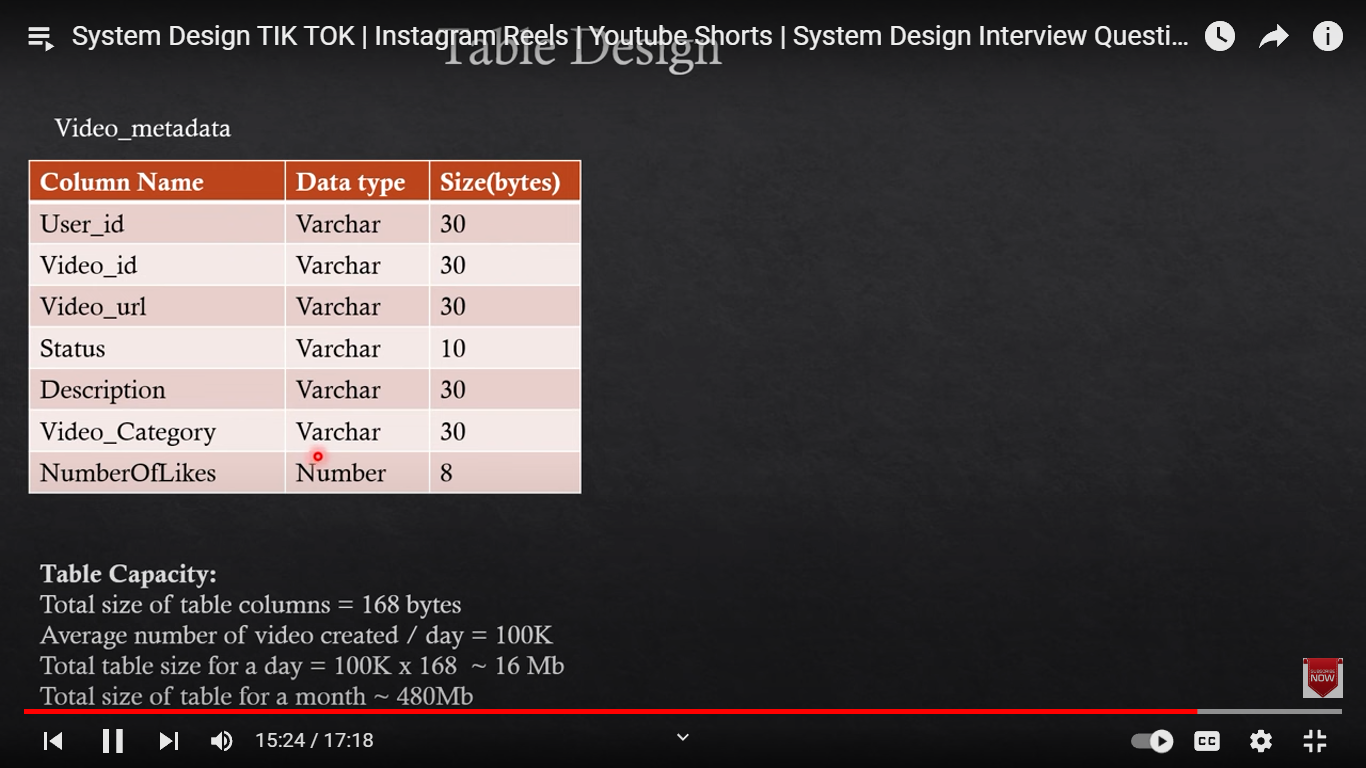 System Design TIK TOK | Instagram Reels | Youtube Shorts | System Design Interview Questi...
Table Design
Video_metadata
Column Name Data type Size(bytes)
User_id Varchar 30
Video_id Varchar 30
Video_url Varchar 30
Status Varchar 10
Description Varchar 30
Video_Category Varchar 30
NumberOfLikes Number 8
Table Capacity:
Total size of table columns = 168 bytes
Average number of video created / day = 100K
Total table size for a day = 100K x 168 ~ 16 Mb
Total size of table for a month ~ 480Mb
SUBSCRIBE
NOW
15:24 / 17:18
CC